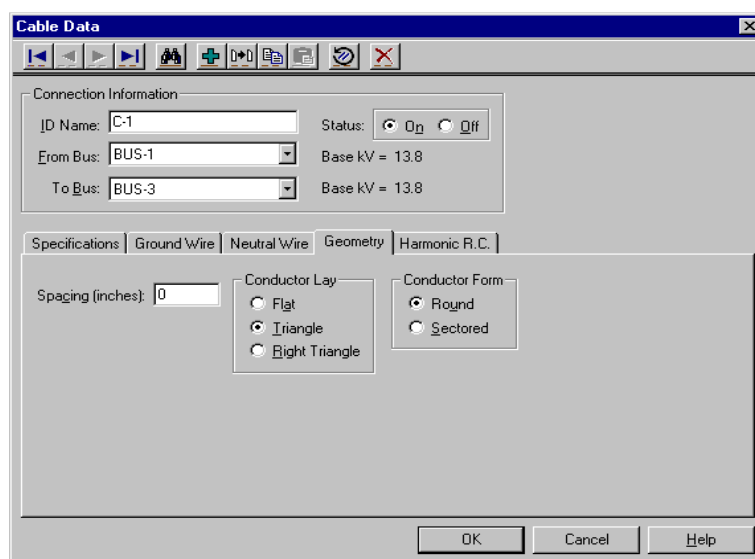 Cable Data
Connection Information
ID Name: C-1 Status: On Off
From Bus: BUS-1 Base kV = 13.8
To Bus: BUS-3 Base kV = 13.8
Specifications Ground Wire Neutral Wire Geometry Harmonic R.C.
Spacing (inches): 0
Conductor Lay
Flat
Triangle
Right Triangle
Conductor Form
Round
Sectored
OK Cancel Help